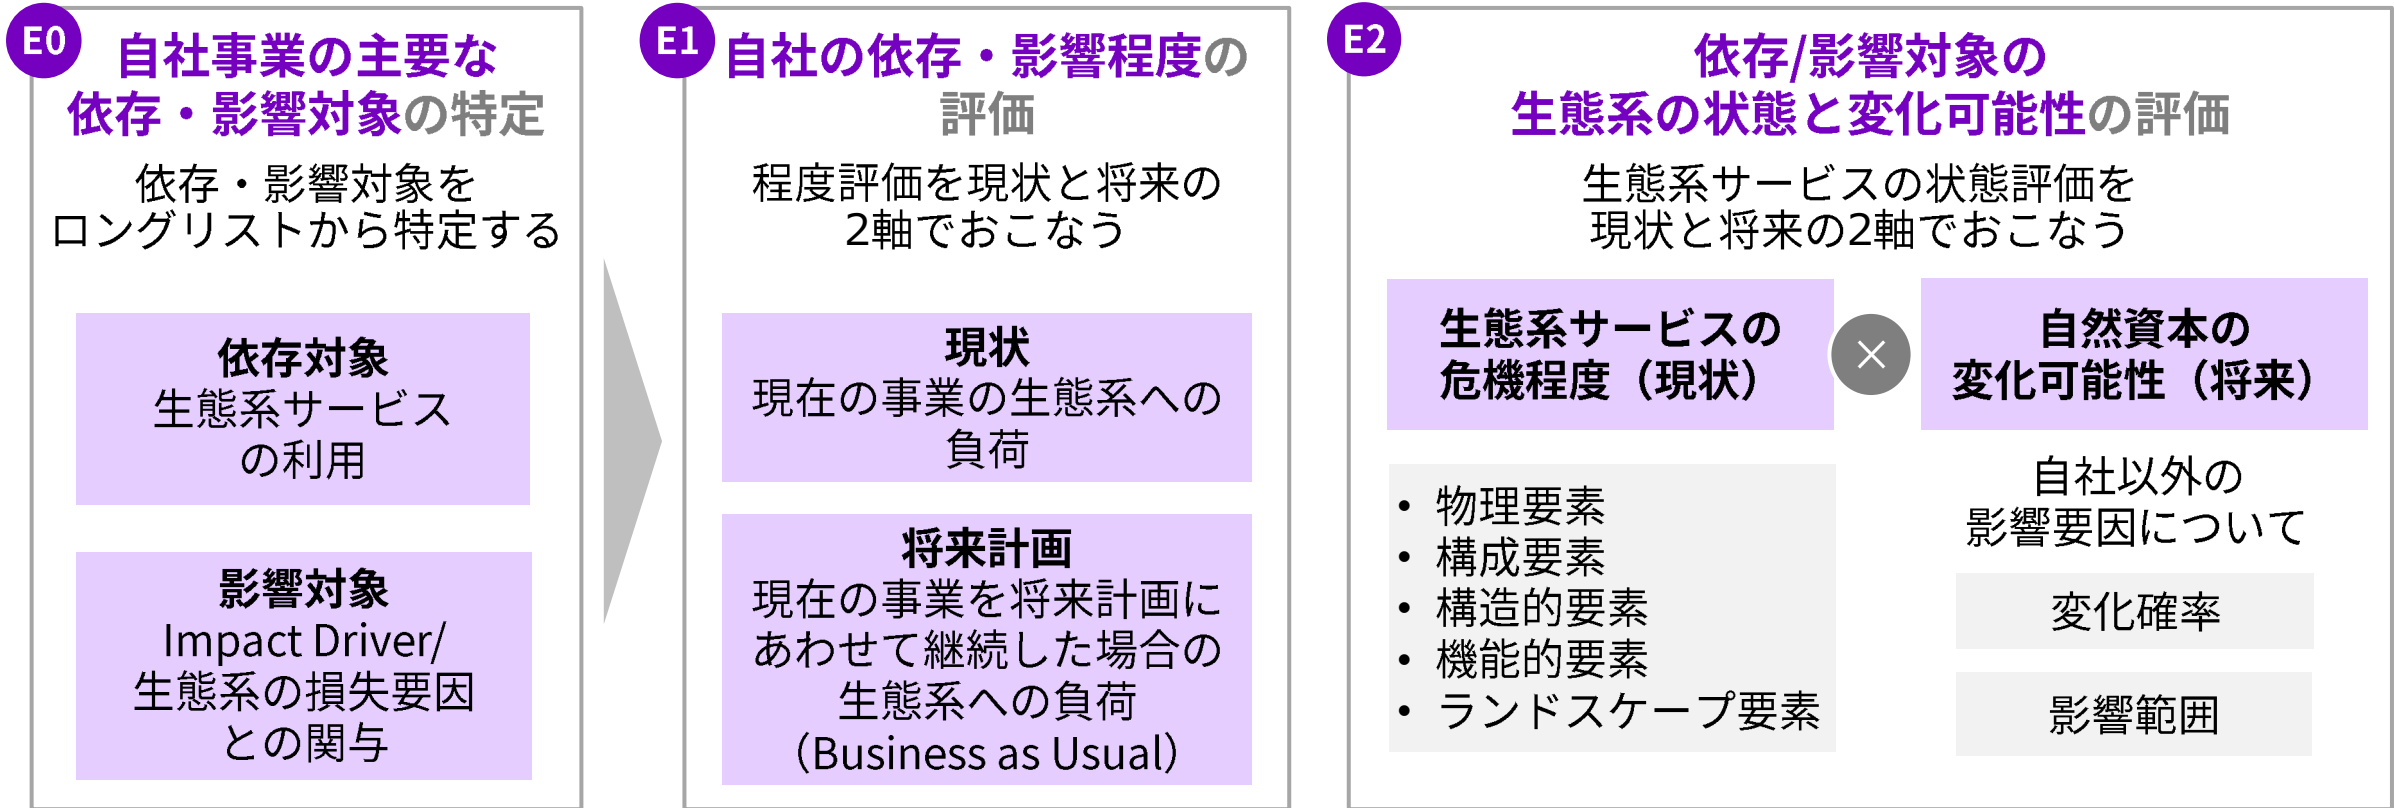 E0
自社事業の主要な
依存・影響対象の特定
依存・影響対象を
ロングリストから特定する
依存対象
生態系サービス
の利用
影響対象
Impact Driver/
生態系の損失要因
との関与
E1
自社の依存・影響程度の
評価
程度評価を現状と将来の
2軸でおこなう
現状
現在の事業の生態系への
負荷
将来計画
現在の事業を将来計画に
あわせて継続した場合の
生態系への負荷
（Business as Usual）
E2
依存/影響対象の
生態系の状態と変化可能性の評価
生態系サービスの状態評価を
現状と将来の2軸でおこなう
生態系サービスの
危機程度（現状）
×
自然資本の
変化可能性（将来）
• 物理要素
• 構成要素
• 構造的要素
• 機能的要素
• ランドスケープ要素
自社以外の
影響要因について
変化確率
影響範囲